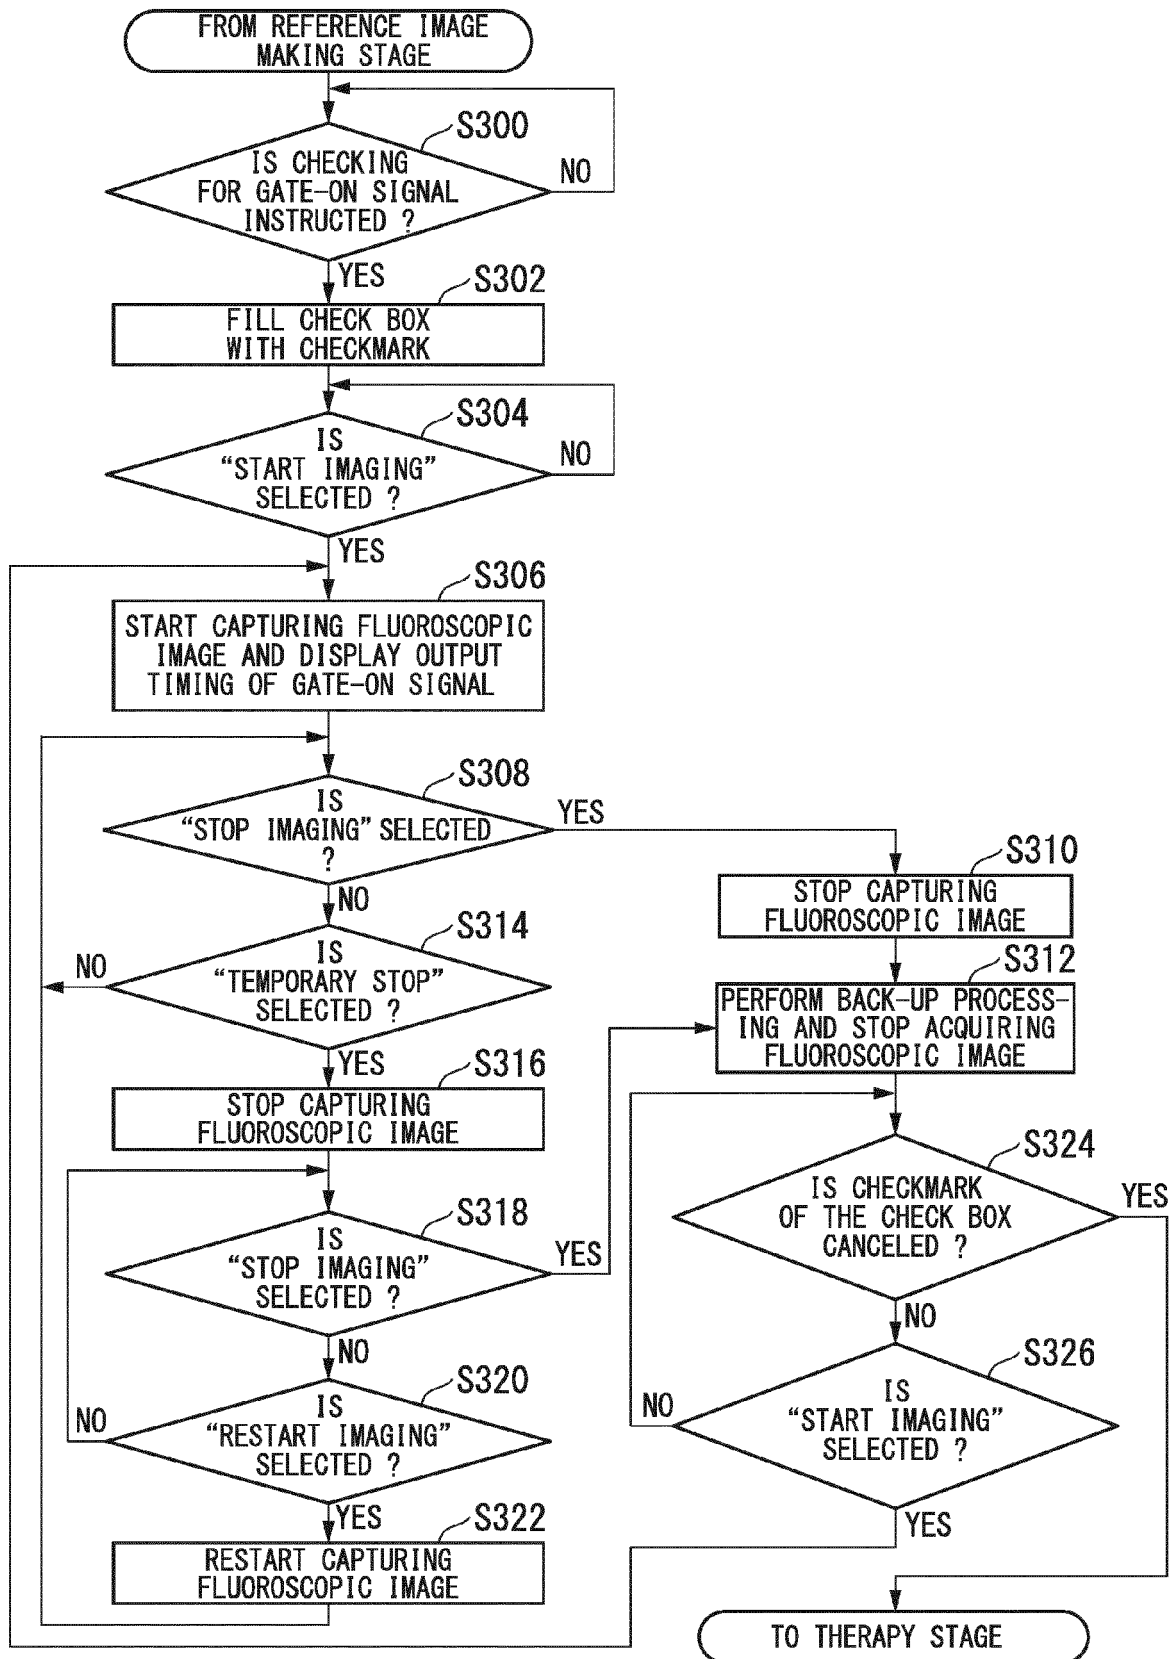 FROM REFERENCE IMAGE
MAKING STAGE
S300
IS CHECKING
FOR GATE-ON SIGNAL
INSTRUCTED ?
NO
YES
S302
FILL CHECK BOX
WITH CHECKMARK
S304
IS
“START IMAGING”
SELECTED ?
NO
YES
S306
START CAPTURING FLUOROSCOPIC
IMAGE AND DISPLAY OUTPUT
TIMING OF GATE-ON SIGNAL
S308
IS
“STOP IMAGING” SELECTED
?
YES
NO
S310
STOP CAPTURING
FLUOROSCOPIC IMAGE
S314
IS
“TEMPORARY STOP”
SELECTED ?
NO
YES
S312
PERFORM BACK-UP PROCESS-
ING AND STOP ACQUIRING
FLUOROSCOPIC IMAGE
S316
STOP CAPTURING
FLUOROSCOPIC IMAGE
S324
IS CHECKMARK
OF THE CHECK BOX
CANCELED ?
YES
NO
S318
IS
“STOP IMAGING”
SELECTED ?
YES
NO
S326
IS
“START IMAGING”
SELECTED ?
NO
YES
S320
IS
“RESTART IMAGING”
SELECTED ?
NO
YES
S322
RESTART CAPTURING
FLUOROSCOPIC IMAGE
TO THERAPY STAGE